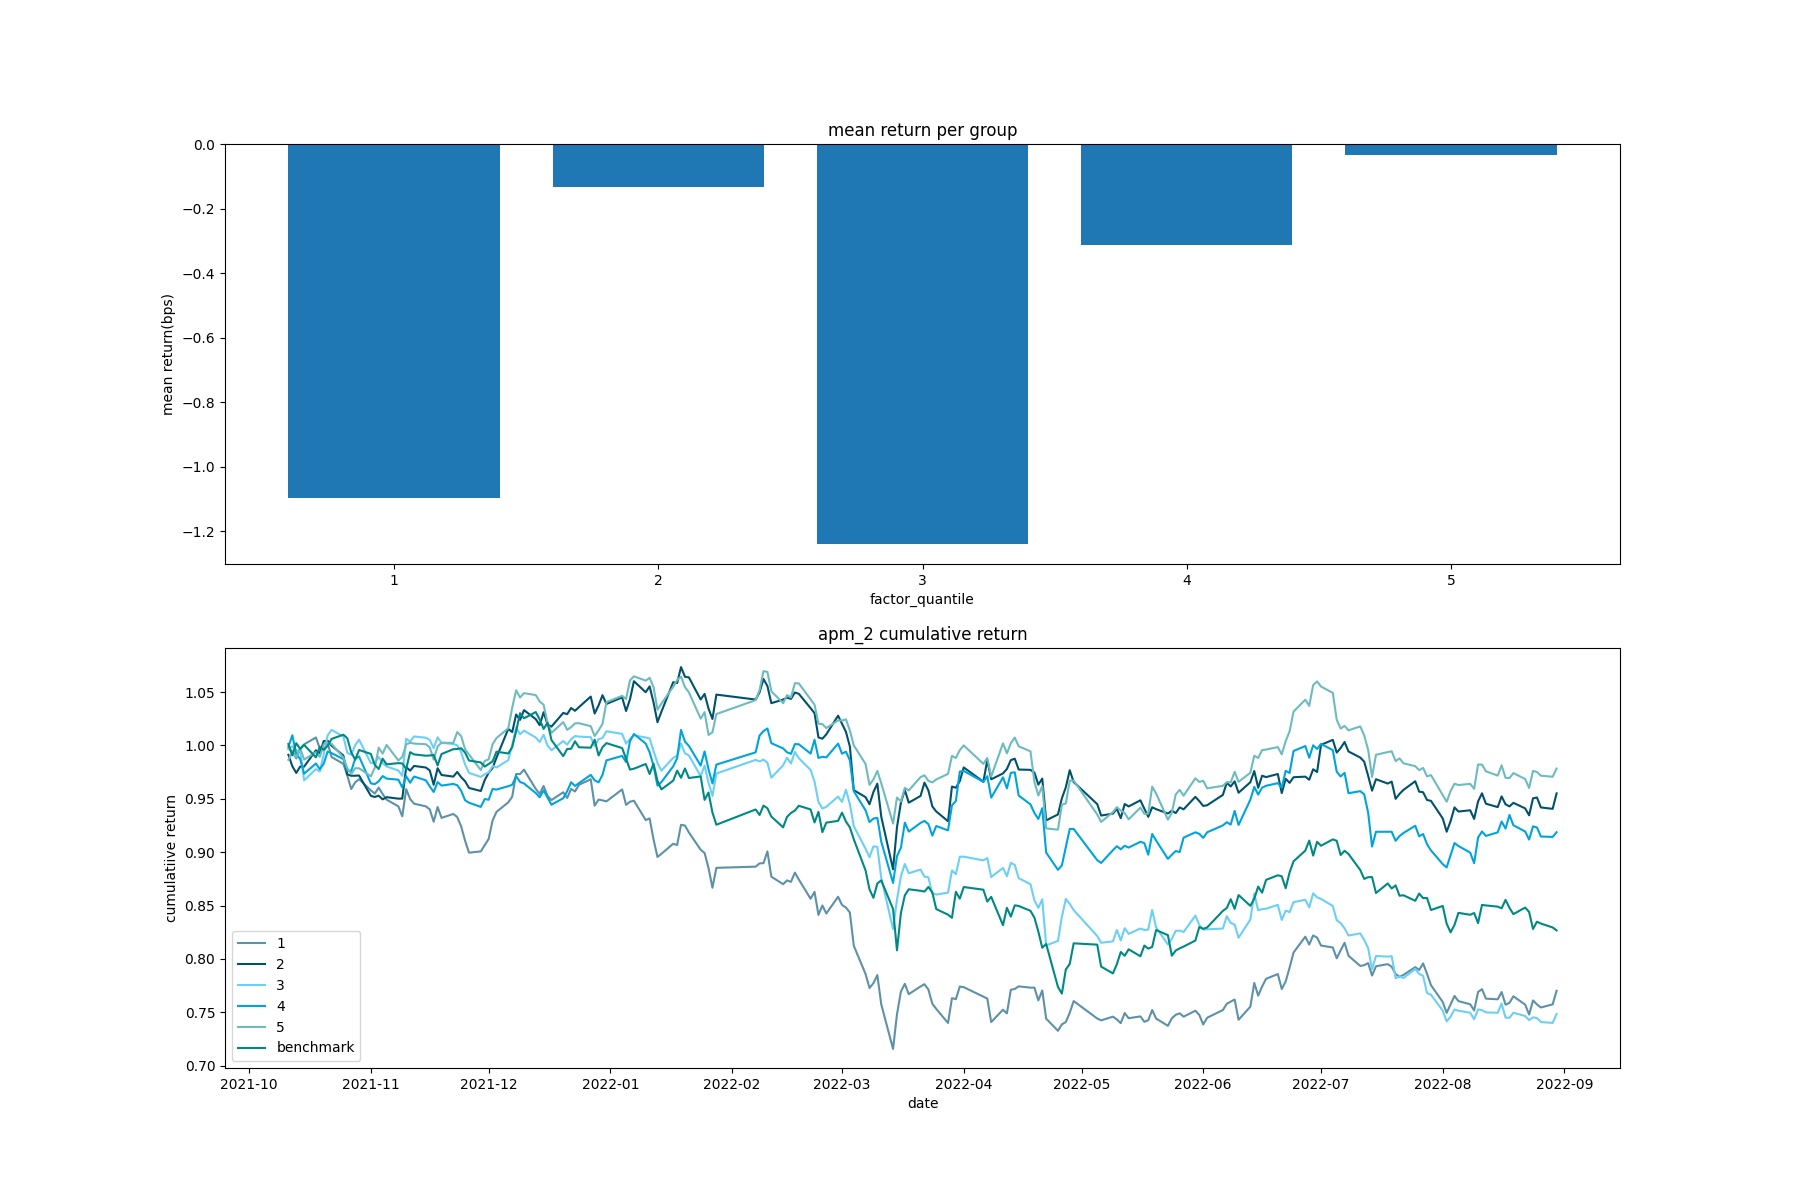 mean return per group
mean return(bps)
0.0
−0.2
−0.4
−0.6
−0.8
−1.0
−1.2
1 2 3 4 5
factor_quantile
apm_2 cumulative return
cumulatiive return
1.05
1.00
0.95
0.90
0.85
0.80
0.75
0.70
1
2
3
4
5
benchmark
2021-10 2021-11 2021-12 2022-01 2022-02 2022-03 2022-04 2022-05 2022-06 2022-07 2022-08 2022-09
date